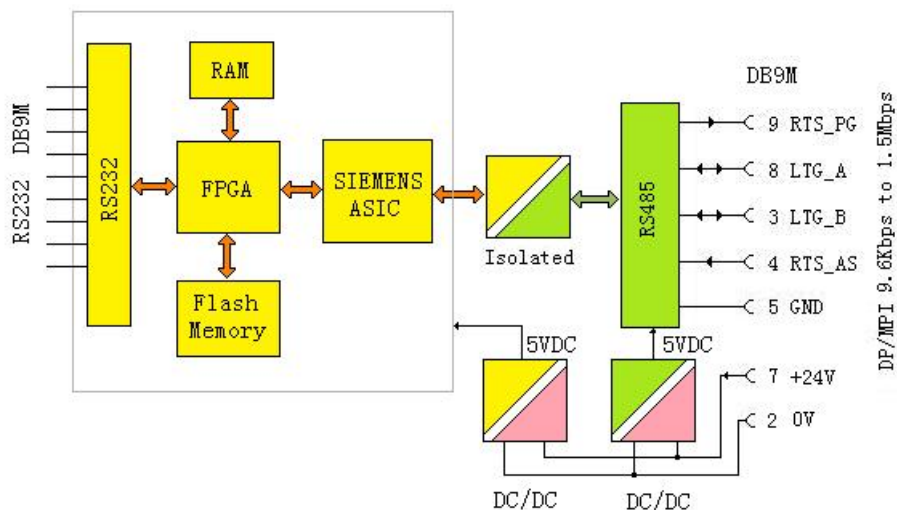 RS232 DB9M
RS232
RAM
FPGA
Flash
Memory
SIEMENS
ASIC
Isolated
RS485
DB9M
9 RTS_PG
8 LTG_A
3 LTG_B
4 RTS_AS
5 GND
7 +24V
2 0V
DP/MPI 9.6Kbps to 1.5Mbps
5VDC
5VDC
DC/DC
DC/DC